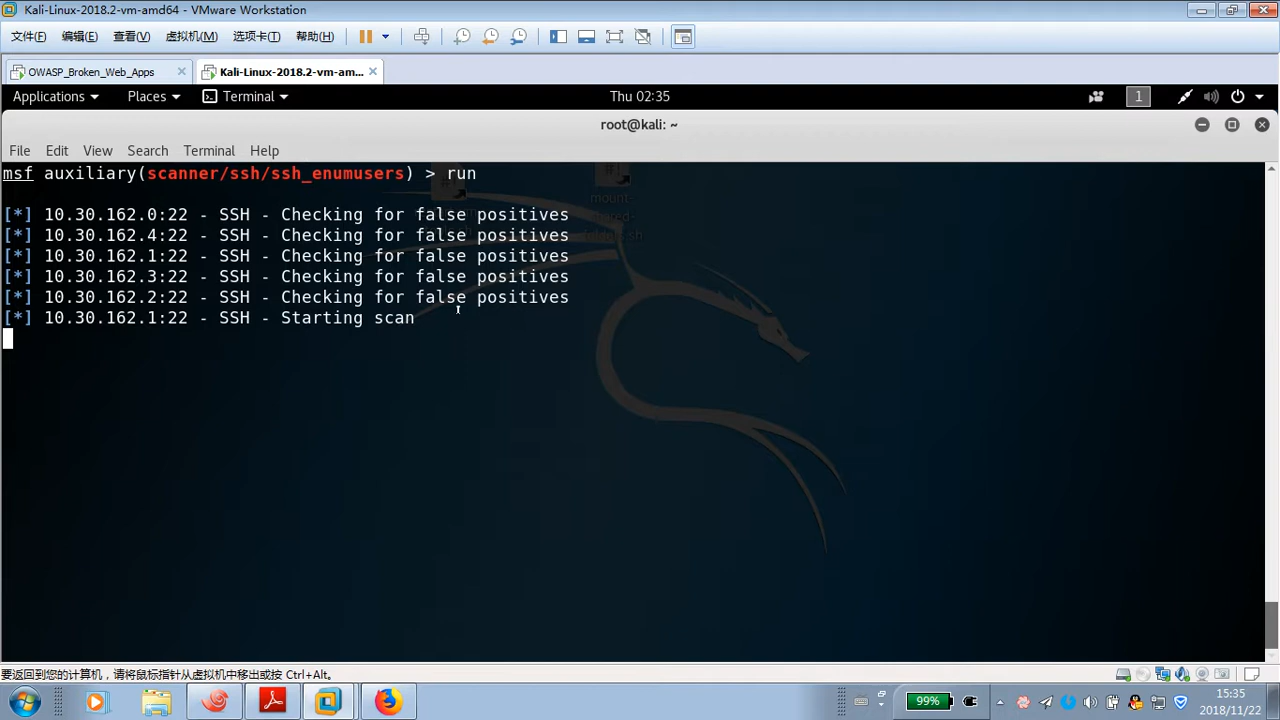 Kali-Linux-2018.2-vm-amd64 - VMware Workstation
文件(F) 编辑(E) 查看(V) 虚拟机(M) 选项卡(T) 帮助(H)
OWASP_Broken_Web_Apps Kali-Linux-2018.2-vm-am...
Applications Places Terminal Thu 02:35 1
root@kali: ~
File Edit View Search Terminal Help
msf auxiliary(scanner/ssh/ssh_enumusers) > run
[*] 10.30.162.0:22 - SSH - Checking for false positives
[*] 10.30.162.4:22 - SSH - Checking for false positives
[*] 10.30.162.1:22 - SSH - Checking for false positives
[*] 10.30.162.3:22 - SSH - Checking for false positives
[*] 10.30.162.2:22 - SSH - Checking for false positives
[*] 10.30.162.1:22 - SSH - Starting scan
要返回到您的计算机，请将鼠标指针从虚拟机中移出或按 Ctrl+Alt。
99%
15:35
2018/11/22